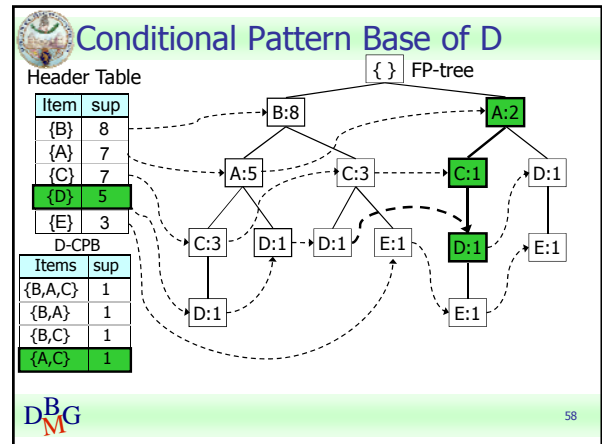 Conditional Pattern Base of D
Header Table
{ } FP-tree
Item sup
{B} 8
{A} 7
{C} 7
{D} 5
{E} 3
B:8
A:2
A:5
C:3
C:1
D:1
C:3
D:1
D:1
E:1
D:1
E:1
D:1
E:1
D-CPB
Items sup
{B,A,C} 1
{B,A} 1
{B,C} 1
{A,C} 1
DBMG
58